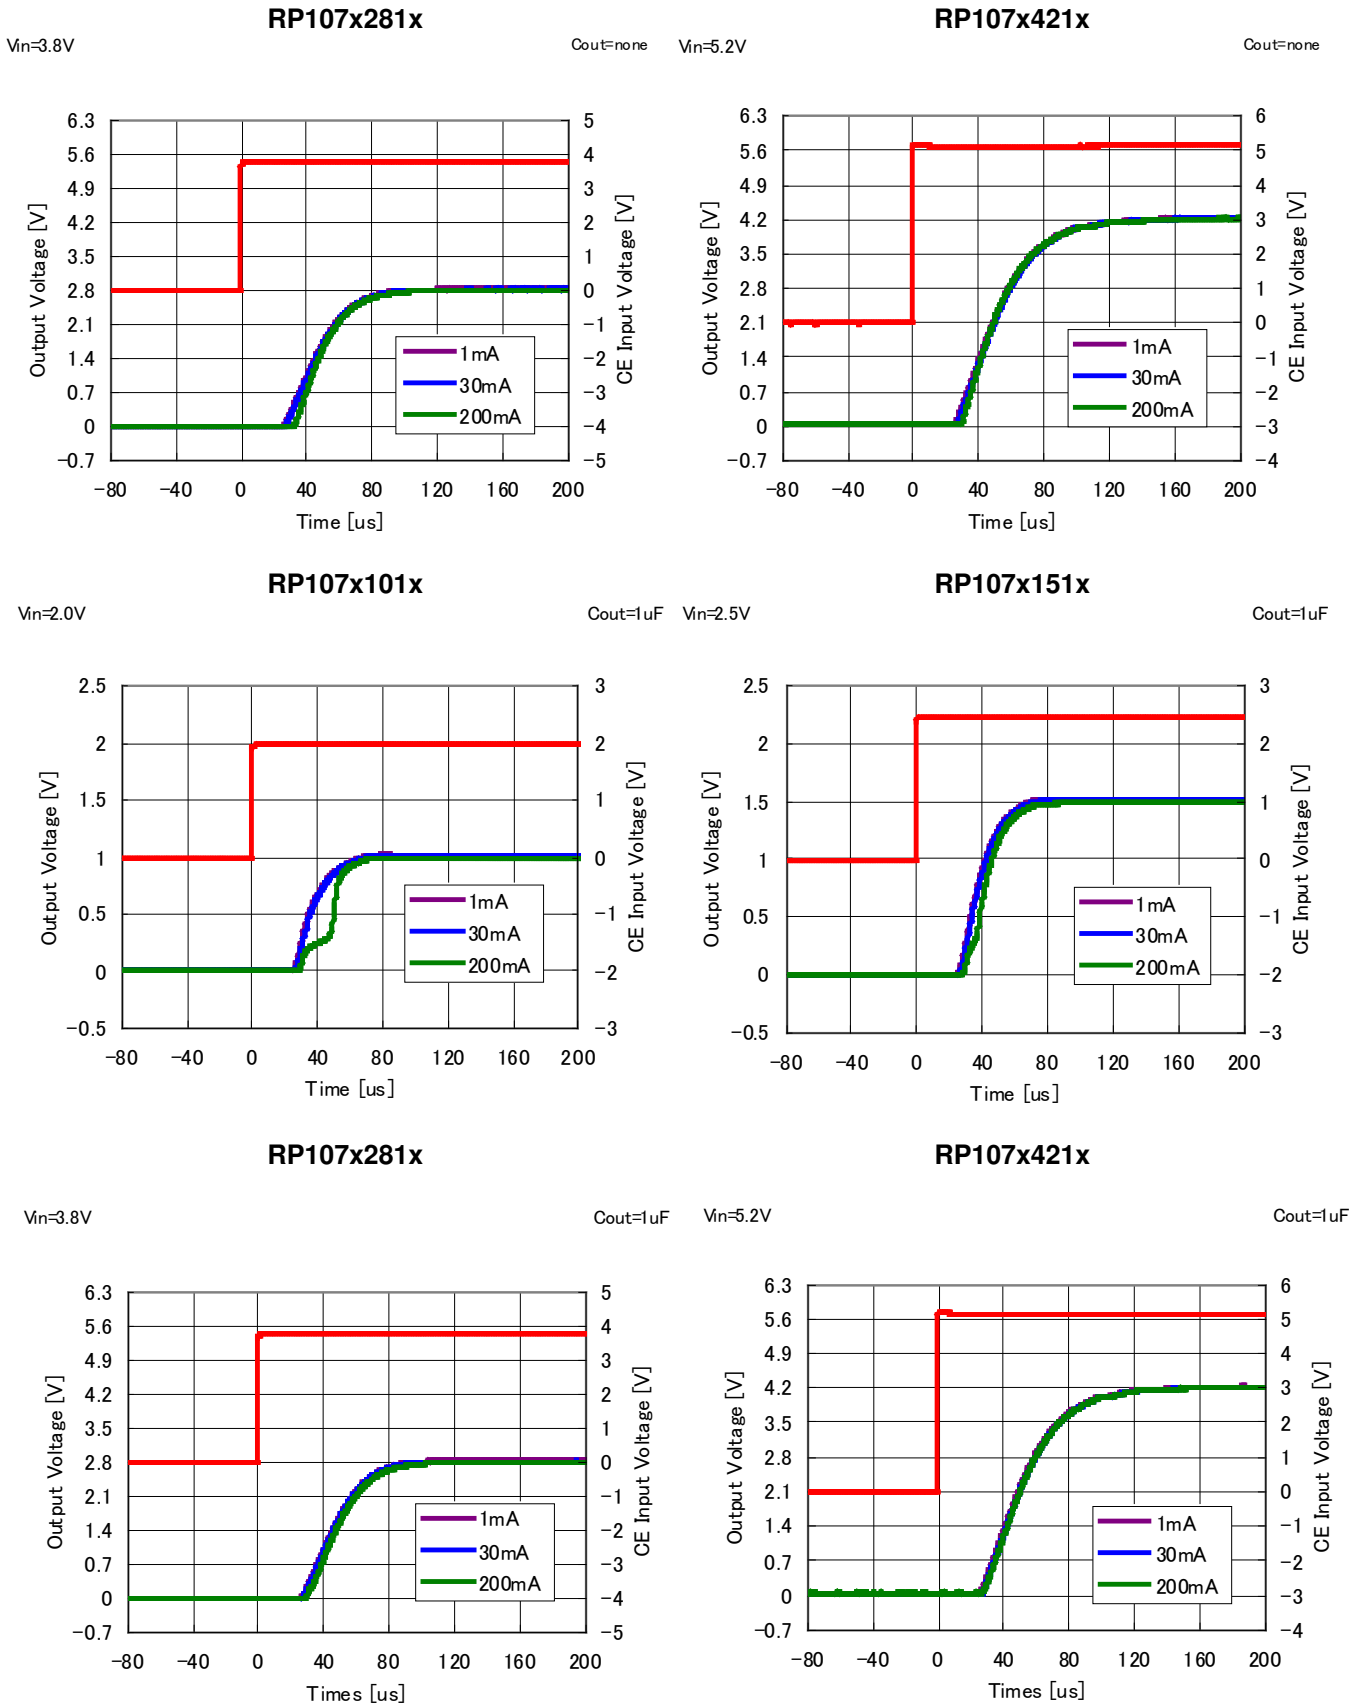 RP107x281x
Vin=3.8V
Cout=none
6.3
5.6
4.9
4.2
3.5
2.8
2.1
1.4
0.7
0
−0.7
Output Voltage [V]
5
4
3
2
1
0
−1
−2
−3
−4
−5
CE Input Voltage [V]
1mA
30mA
200mA
−80 −40 0 40 80 120 160 200
Time [us]
RP107x421x
Vin=5.2V
Cout=none
6.3
5.6
4.9
4.2
3.5
2.8
2.1
1.4
0.7
0
−0.7
Output Voltage [V]
6
5
4
3
2
1
0
−1
−2
−3
−4
CE Input Voltage [V]
1mA
30mA
200mA
−80 −40 0 40 80 120 160 200
Time [us]
RP107x101x
Vin=2.0V
Cout=1uF
2.5
2
1.5
1
0.5
0
−0.5
Output Voltage [V]
3
2
1
0
−1
−2
−3
CE Input Voltage [V]
1mA
30mA
200mA
−80 −40 0 40 80 120 160 200
Time [us]
RP107x151x
Vin=2.5V
Cout=1uF
2.5
2
1.5
1
0.5
0
−0.5
Output Voltage [V]
3
2
1
0
−1
−2
−3
CE Input Voltage [V]
1mA
30mA
200mA
−80 −40 0 40 80 120 160 200
Time [us]
RP107x281x
Vin=3.8V
Cout=1uF
6.3
5.6
4.9
4.2
3.5
2.8
2.1
1.4
0.7
0
−0.7
Output Voltage [V]
5
4
3
2
1
0
−1
−2
−3
−4
−5
CE Input Voltage [V]
1mA
30mA
200mA
−80 −40 0 40 80 120 160 200
Times [us]
RP107x421x
Vin=5.2V
Cout=1uF
6.3
5.6
4.9
4.2
3.5
2.8
2.1
1.4
0.7
0
−0.7
Output Voltage [V]
6
5
4
3
2
1
0
−1
−2
−3
−4
CE Input Voltage [V]
1mA
30mA
200mA
−80 −40 0 40 80 120 160 200
Times [us]